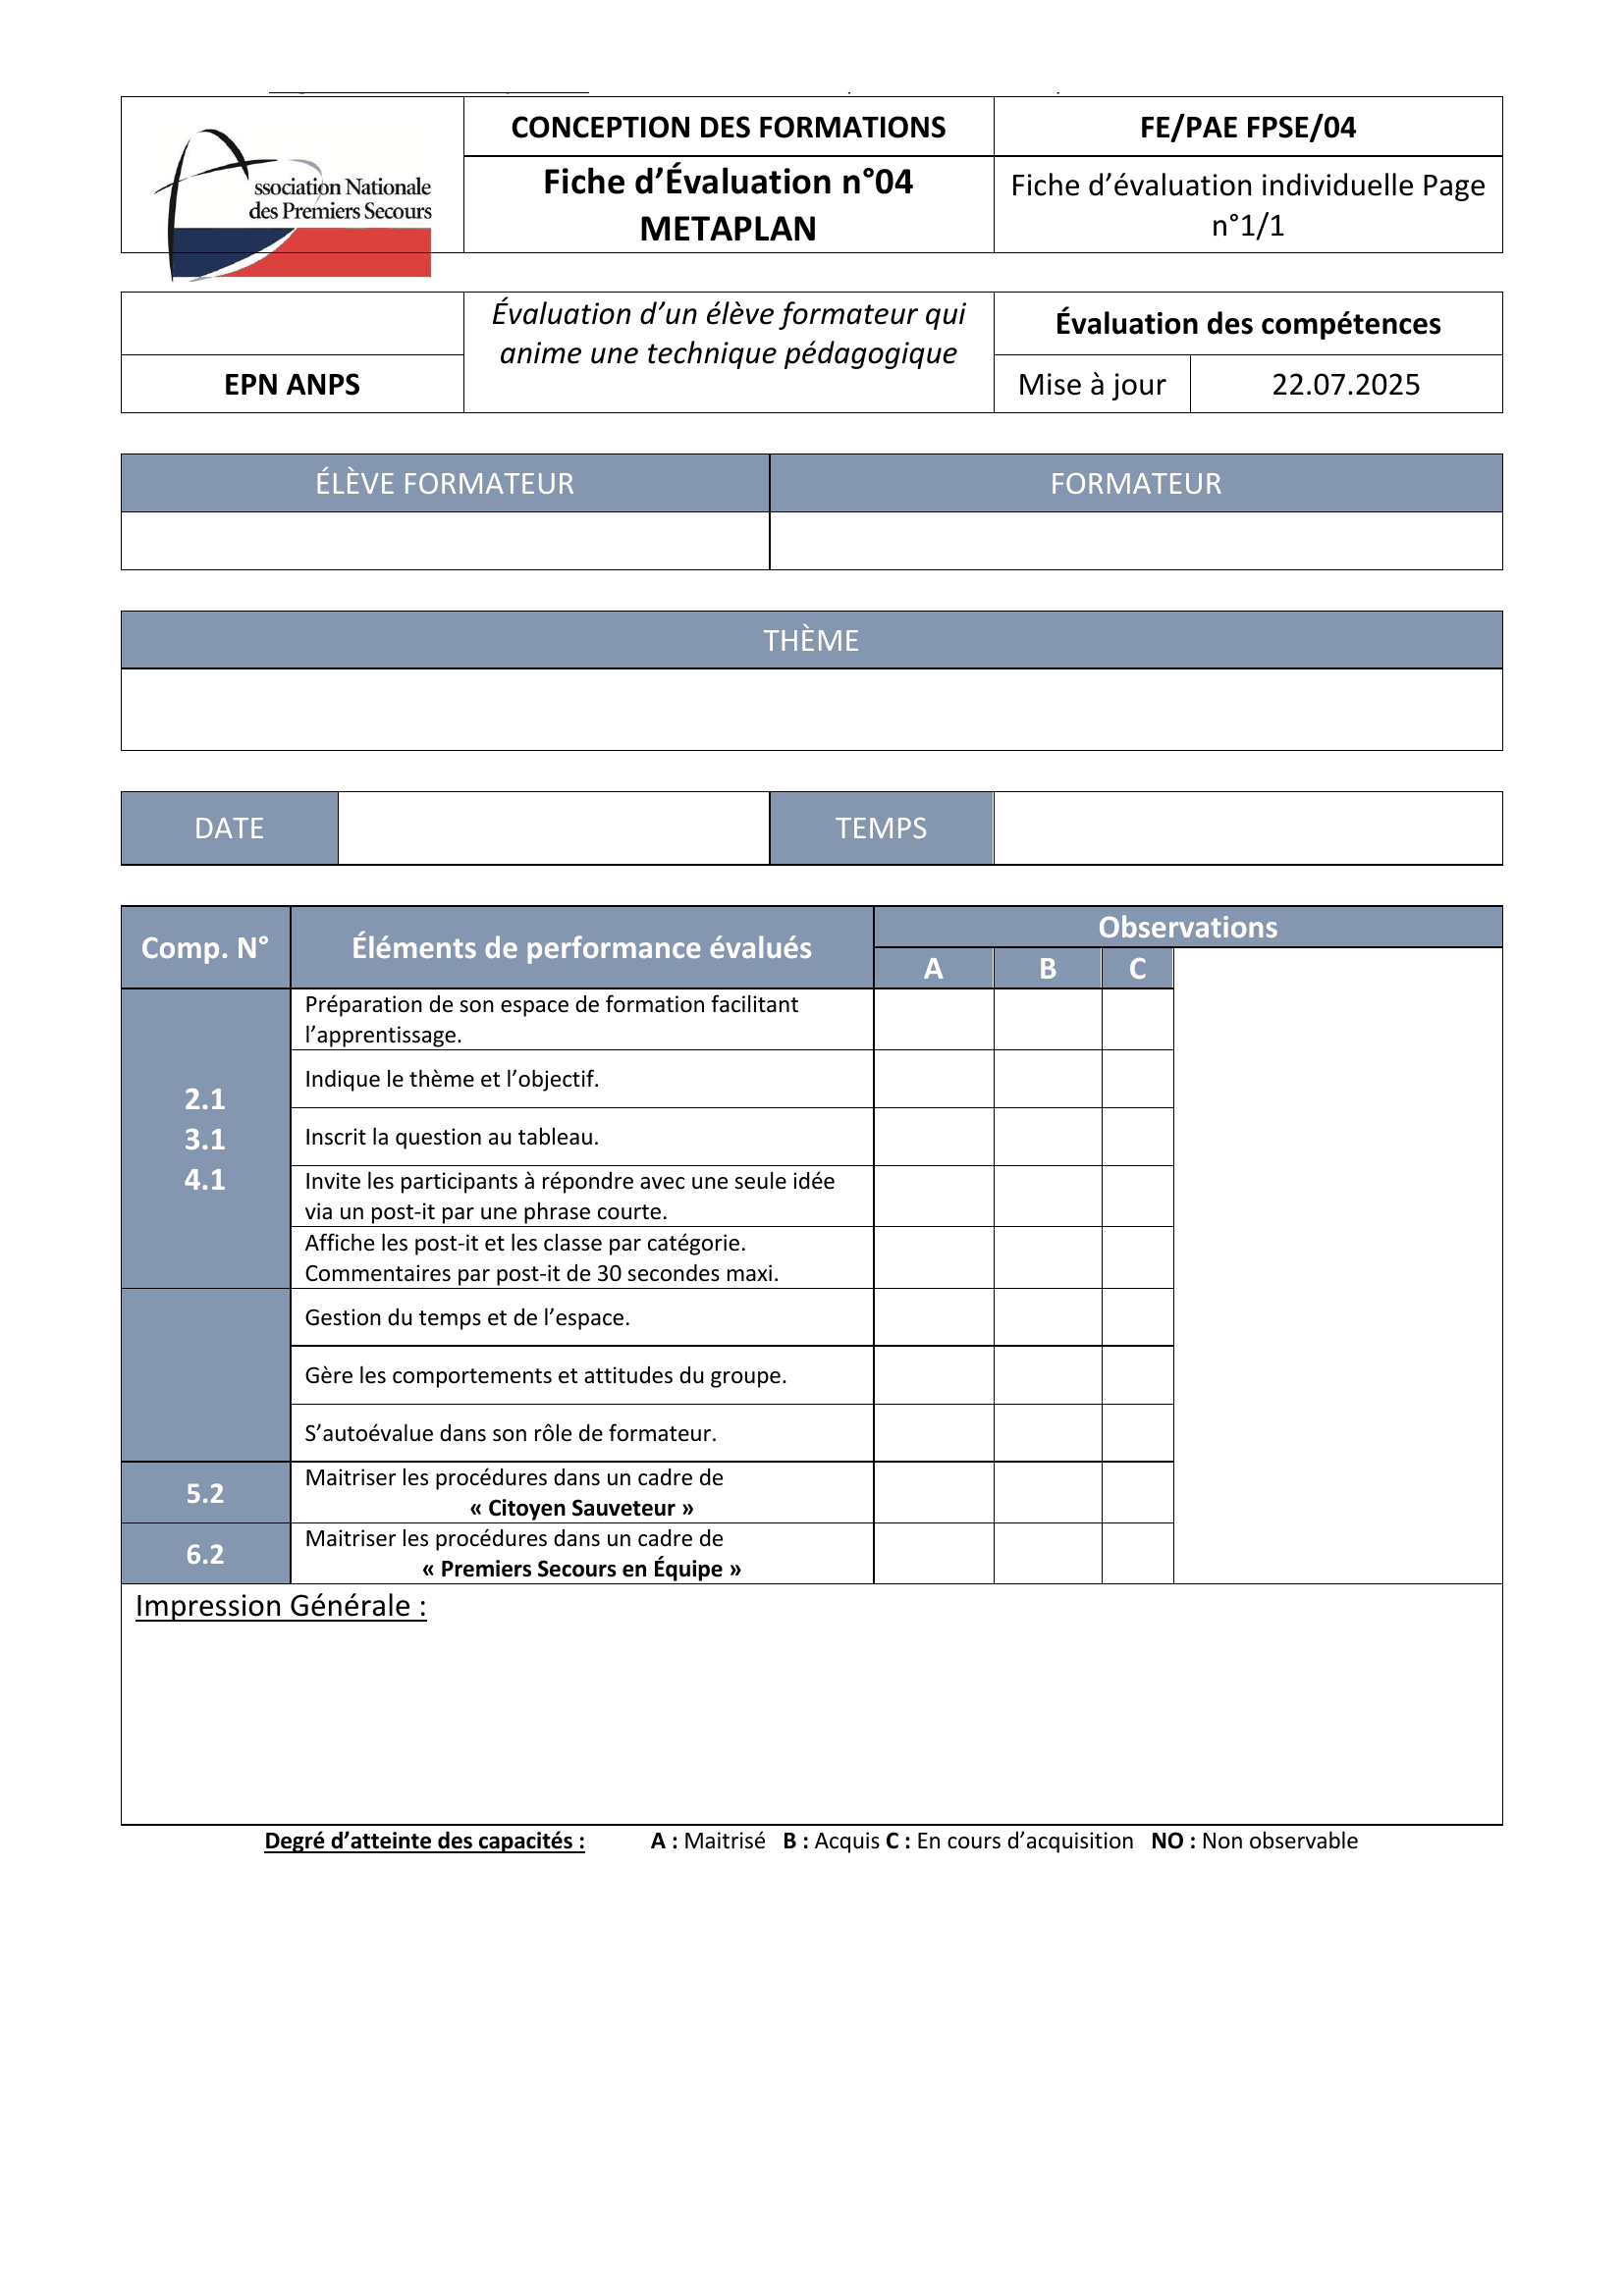 ssociation Nationale
des Premiers Secours
CONCEPTION DES FORMATIONS
FE/PAE FPSE/04
Fiche d’Évaluation n°04
METAPLAN
Fiche d’évaluation individuelle Page
n°1/1
Évaluation d’un élève formateur qui
anime une technique pédagogique
Évaluation des compétences
EPN ANPS
Mise à jour
22.07.2025
ÉLÈVE FORMATEUR
FORMATEUR
THÈME
DATE
TEMPS
Comp. N°
Éléments de performance évalués
Observations
A
B
C
2.1
3.1
4.1
Préparation de son espace de formation facilitant
l’apprentissage.
Indique le thème et l’objectif.
Inscrit la question au tableau.
Invite les participants à répondre avec une seule idée
via un post-it par une phrase courte.
Affiche les post-it et les classe par catégorie.
Commentaires par post-it de 30 secondes maxi.
Gestion du temps et de l’espace.
Gère les comportements et attitudes du groupe.
S’autoévalue dans son rôle de formateur.
5.2
Maitriser les procédures dans un cadre de
« Citoyen Sauveteur »
6.2
Maitriser les procédures dans un cadre de
« Premiers Secours en Équipe »
Impression Générale :
Degré d’atteinte des capacités : A : Maitrisé B : Acquis C : En cours d’acquisition NO : Non observable